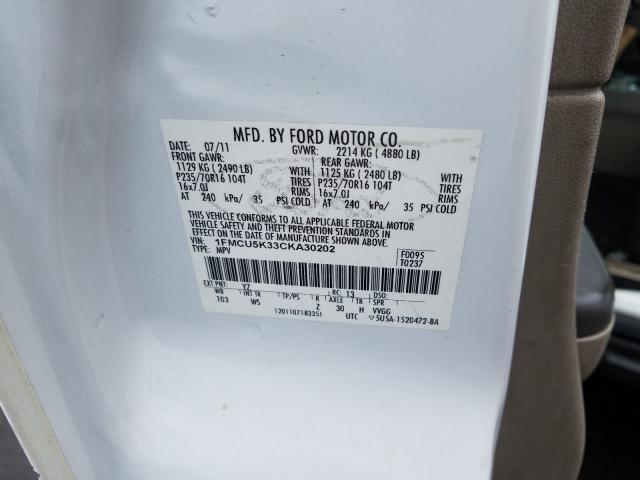 MFD. BY FORD MOTOR CO.
DATE: 07/11 GVWR: 2214 KG ( 4880 LB)
FRONT GAWR: REAR GAWR:
1129 KG ( 2490 LB) WITH 1125 KG ( 2480 LB) WITH
P235/70R16 104T TIRES P235/70R16 104T TIRES
16x7.0J RIMS 16x7.0J RIMS
AT 240 kPa/ 35 PSI COLD AT 240 kPa/ 35 PSI COLD
THIS VEHICLE CONFORMS TO ALL APPLICABLE FEDERAL MOTOR
VEHICLE SAFETY AND THEFT PREVENTION STANDARDS IN
EFFECT ON THE DATE OF MANUFACTURE SHOWN ABOVE.
VIN: 1FMCU5K33CKA30202 F0095
TYPE: MPV T0237
EXT PNT: YZ RC: 13 DSO:
WB INT TR TP/PS R AXLE TR SPR
103 WS Z 30 H VVGG
1201107183351 UTC 5U5A-1520472-BA